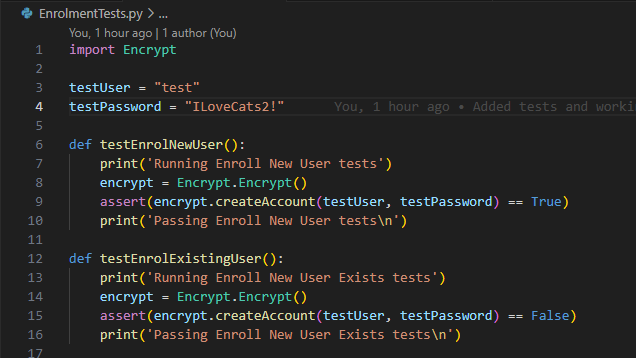 EnrolmentTests.py > ...
You, 1 hour ago | 1 author (You)
1 import Encrypt
2
3 testUser = "test"
4 testPassword = "ILoveCats2!" You, 1 hour ago • Added tests and worki
5
6 def testEnrolNewUser():
7 print('Running Enroll New User tests')
8 encrypt = Encrypt.Encrypt()
9 assert(encrypt.createAccount(testUser, testPassword) == True)
10 print('Passing Enroll New User tests\n')
11
12 def testEnrolExistingUser():
13 print('Running Enroll New User Exists tests')
14 encrypt = Encrypt.Encrypt()
15 assert(encrypt.createAccount(testUser, testPassword) == False)
16 print('Passing Enroll New User Exists tests\n')
17